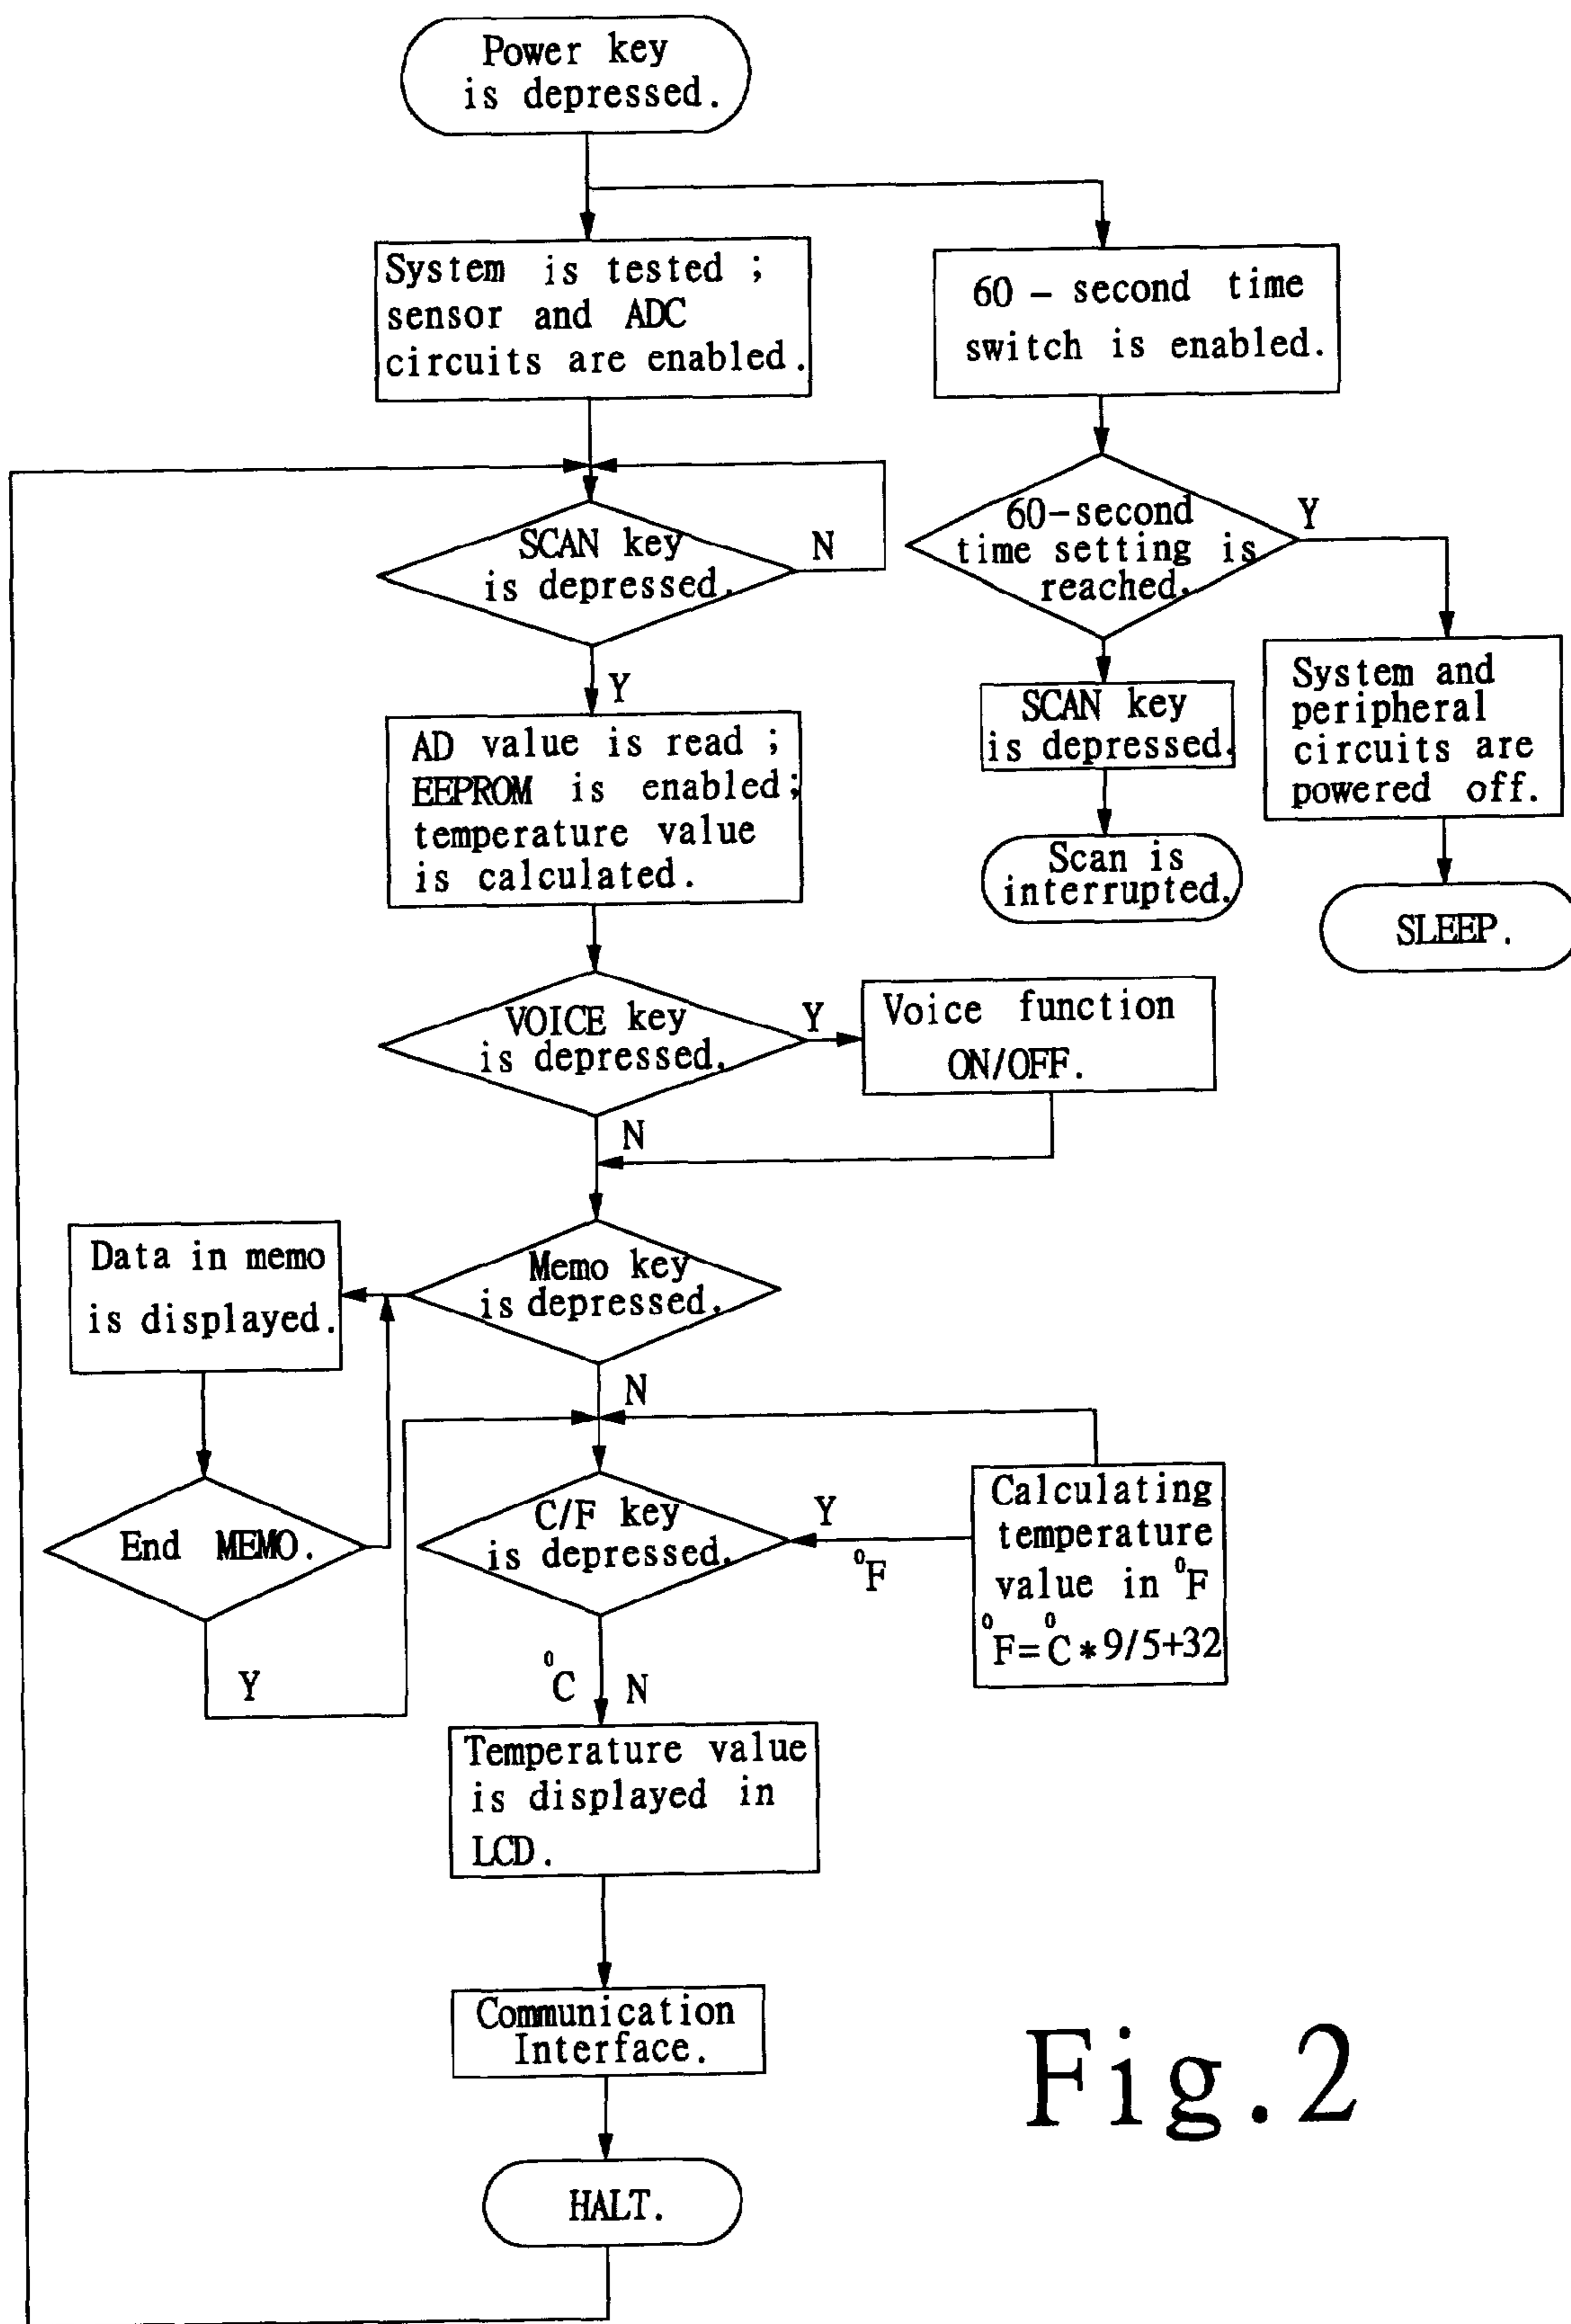 Power key
is depressed.
System is tested ;
sensor and ADC
circuits are enabled.
60 - second time
switch is enabled.
SCAN key
is depressed.
N
60-second
time setting is
reached.
Y
Y
SCAN key
is depressed.
System and
peripheral
circuits are
powered off.
AD value is read ;
EEPROM is enabled;
temperature value
is calculated.
Scan is
interrupted.
SLEEP.
VOICE key
is depressed.
Y
Voice function
ON/OFF.
N
Data in memo
is displayed.
Memo key
is depressed.
N
End MEMO.
Y
C/F key
is depressed.
Y
°F
Calculating
temperature
value in °F
°F=°C*9/5+32
°C N
Temperature value
is displayed in
LCD.
Communication
Interface.
HALT.
Fig.2